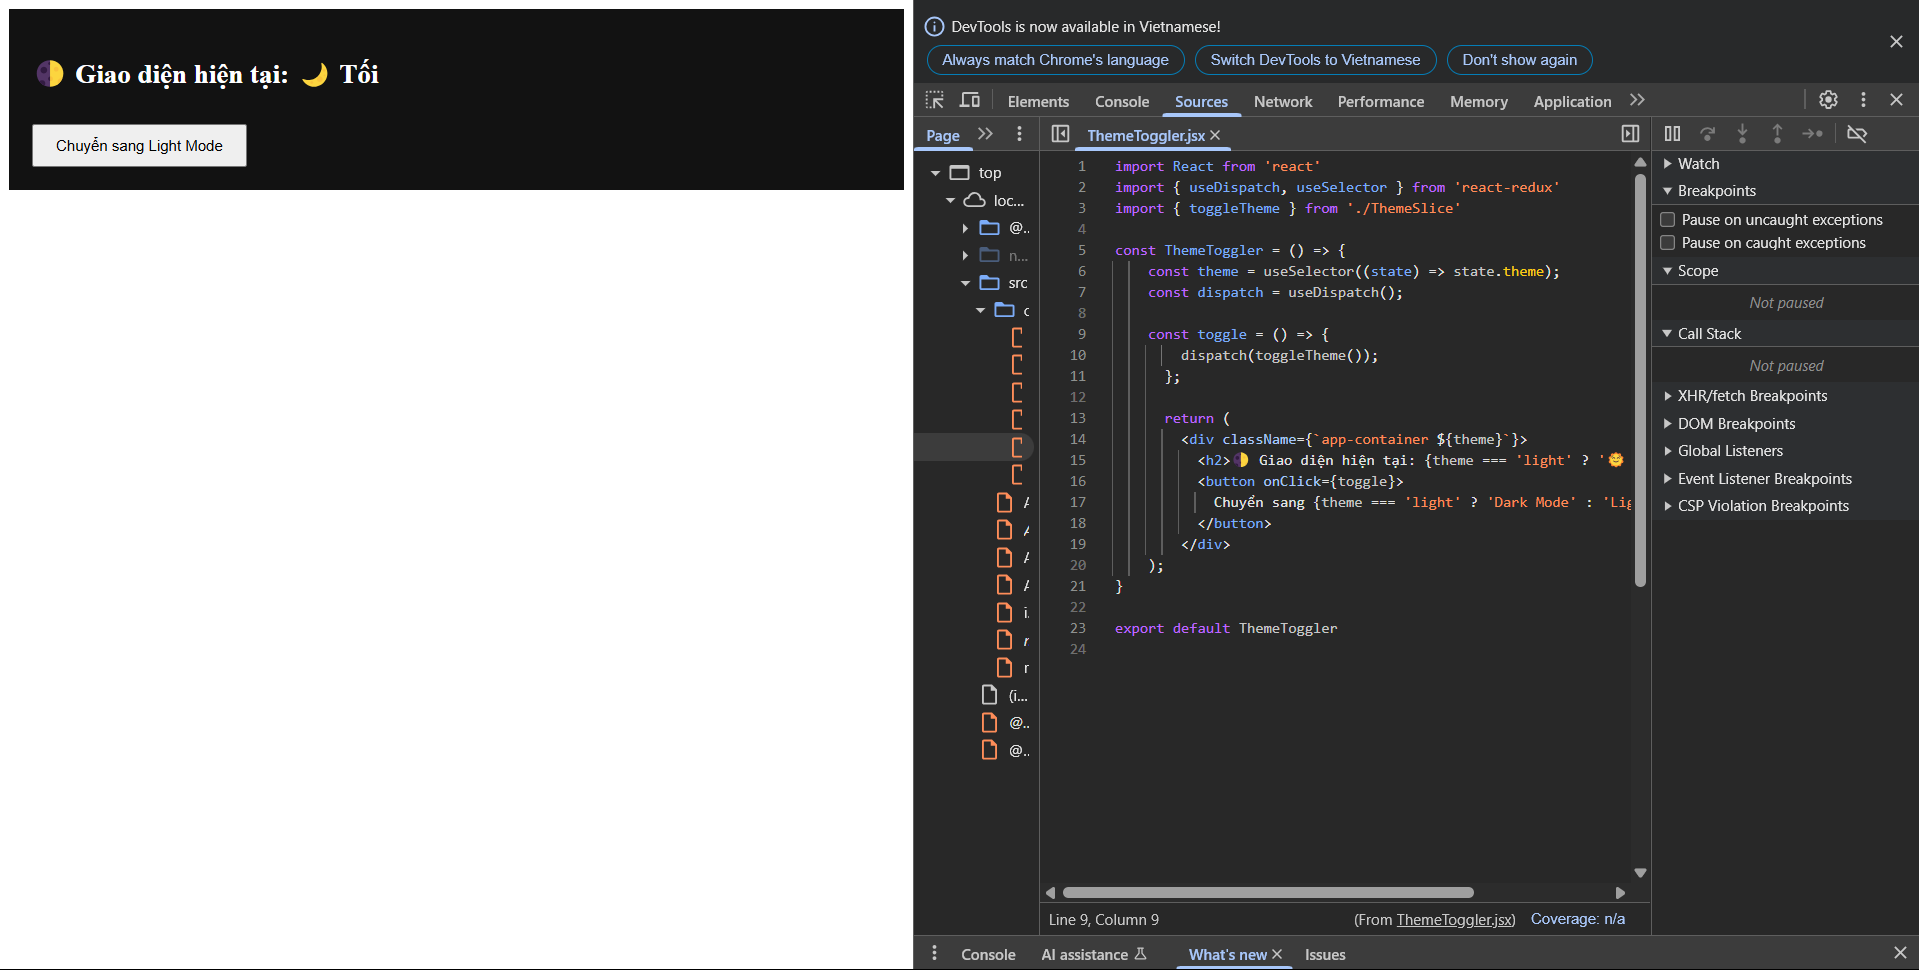 🌓 Giao diện hiện tại: 🌙 Tối
Chuyển sang Light Mode
DevTools is now available in Vietnamese!
Always match Chrome's language
Switch DevTools to Vietnamese
Don't show again
Elements
Console
Sources
Network
Performance
Memory
Application
Page
ThemeToggler.jsx
top
loc...
@..
n...
src
c
A
A
A
A
i.
r
r
(i...
@..
@..
1 import React from 'react'
2 import { useDispatch, useSelector } from 'react-redux'
3 import { toggleTheme } from './ThemeSlice'
4
5 const ThemeToggler = () => {
6 const theme = useSelector((state) => state.theme);
7 const dispatch = useDispatch();
8
9 const toggle = () => {
10 dispatch(toggleTheme());
11 };
12
13 return (
14 <div className={`app-container ${theme}`}>
15 <h2>🌓 Giao diện hiện tại: {theme === 'light' ? '🌞
16 <button onClick={toggle}>
17 Chuyển sang {theme === 'light' ? 'Dark Mode' : 'Lig
18 </button>
19 </div>
20 );
21 }
22
23 export default ThemeToggler
24
Line 9, Column 9
(From ThemeToggler.jsx)
Coverage: n/a
Watch
Breakpoints
Pause on uncaught exceptions
Pause on caught exceptions
Scope
Not paused
Call Stack
Not paused
XHR/fetch Breakpoints
DOM Breakpoints
Global Listeners
Event Listener Breakpoints
CSP Violation Breakpoints
Console
AI assistance
What's new
Issues